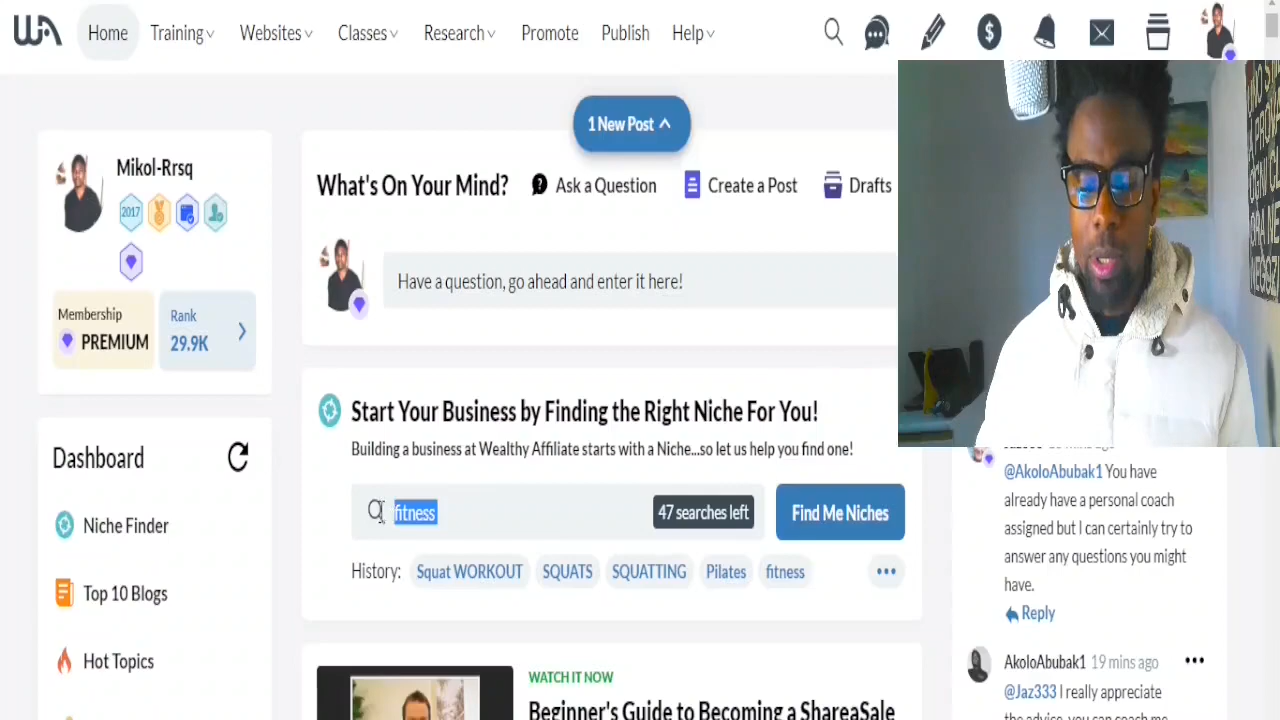 WA Home Training Websites Classes Research Promote Publish Help
1 New Post
Mikol-Rrsq
2017
Membership
PREMIUM
Rank
29.9K
What's On Your Mind? Ask a Question Create a Post Drafts
Have a question, go ahead and enter it here!
Start Your Business by Finding the Right Niche For You!
Building a business at Wealthy Affiliate starts with a Niche...so let us help you find one!
fitness 47 searches left Find Me Niches
History: Squat WORKOUT SQUATS SQUATTING Pilates fitness
Dashboard
Niche Finder
Top 10 Blogs
Hot Topics
WATCH IT NOW
Beginner's Guide to Becoming a ShareaSale
@AkoloAbubak1 You have
already have a personal coach
assigned but I can certainly try to
answer any questions you might
have.
Reply
AkoloAbubak1 19 mins ago
@Jaz333 I really appreciate
the advice, you can coach me